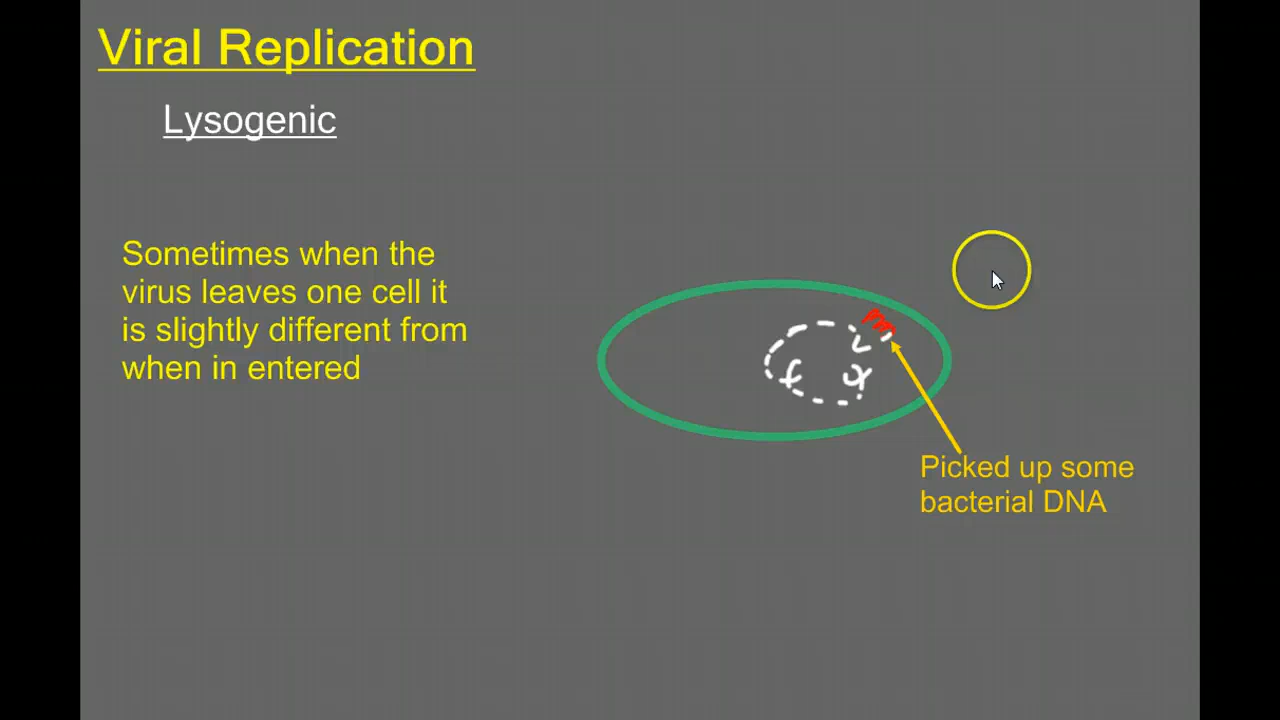 Viral Replication
Lysogenic
Sometimes when the
virus leaves one cell it
is slightly different from
when in entered
Picked up some
bacterial DNA